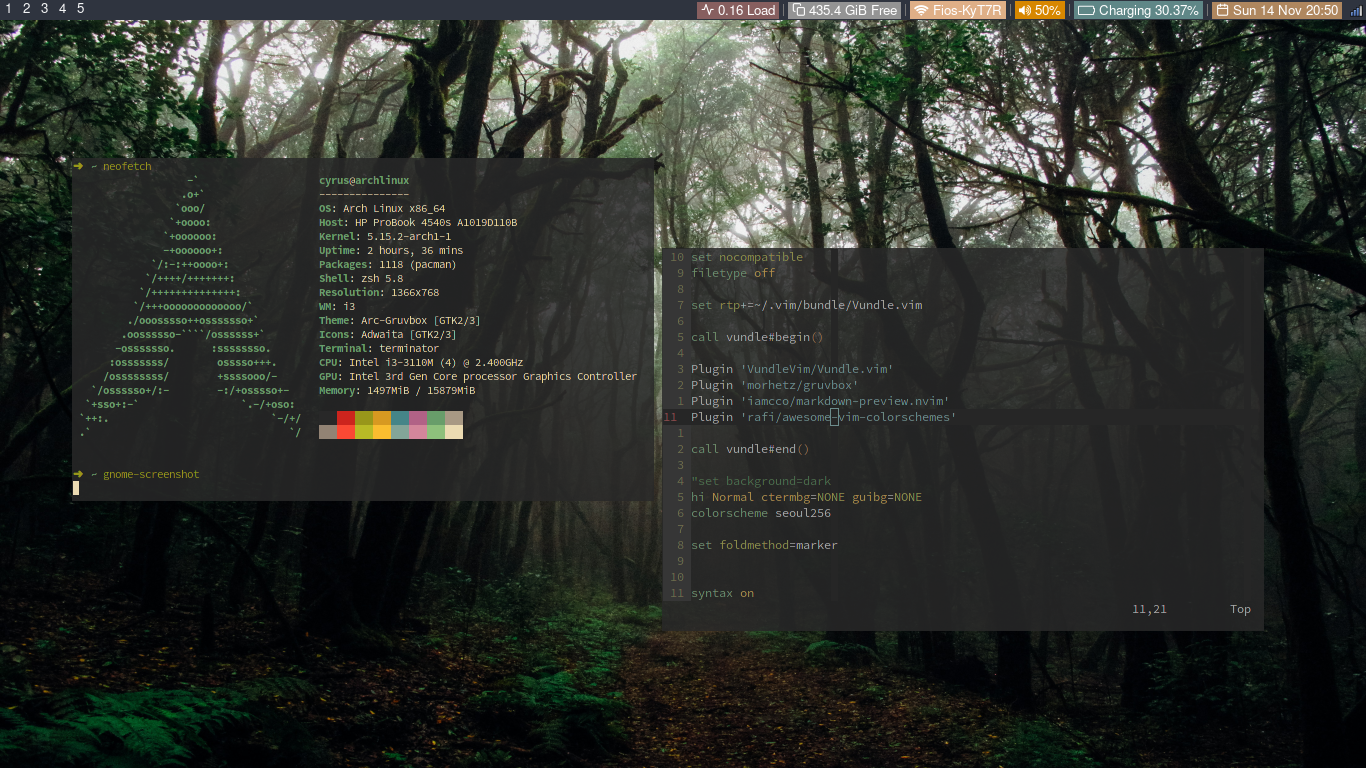 1 2 3 4 5
0.16 Load | 435.4 GiB Free | Fios-KyT7R | 50% | Charging 30.37% | Sun 14 Nov 20:50
➜ ~ neofetch
-`
.o+`
`ooo/
`+oooo:
`+oooooo:
-+oooooo+:
`/:-:++oooo+:
`/++++/+++++++:
`/++++++++++++++:
`/+++ooooooooooooo/`
./ooosssso++osssssso+`
.oossssso-````/ossssss+`
-osssssso. :ssssssso.
:osssssss/ osssso+++.
/ossssssss/ +ssssooo/-
`/ossssso+/:- -:/+osssso+-
`+sso+:-` `.-/+oso:
`++:. `-/+/
.` `/
cyrus@archlinux
---------------
OS: Arch Linux x86_64
Host: HP ProBook 4540s A1019D110B
Kernel: 5.15.2-arch1-1
Uptime: 2 hours, 36 mins
Packages: 1118 (pacman)
Shell: zsh 5.8
Resolution: 1366x768
WM: i3
Theme: Arc-Gruvbox [GTK2/3]
Icons: Adwaita [GTK2/3]
Terminal: terminator
CPU: Intel i3-3110M (4) @ 2.400GHz
GPU: Intel 3rd Gen Core processor Graphics Controller
Memory: 1497MiB / 15879MiB
➜ ~ gnome-screenshot
10 set nocompatible
9 filetype off
8
7 set rtp+=~/.vim/bundle/Vundle.vim
6
5 call vundle#begin()
4
3 Plugin 'VundleVim/Vundle.vim'
2 Plugin 'morhetz/gruvbox'
1 Plugin 'iamcco/markdown-preview.nvim'
11 Plugin 'rafi/awesome-vim-colorschemes'
1
2 call vundle#end()
3
4 "set background=dark
5 hi Normal ctermbg=NONE guibg=NONE
6 colorscheme seoul256
7
8 set foldmethod=marker
9
10
11 syntax on
11,21 Top